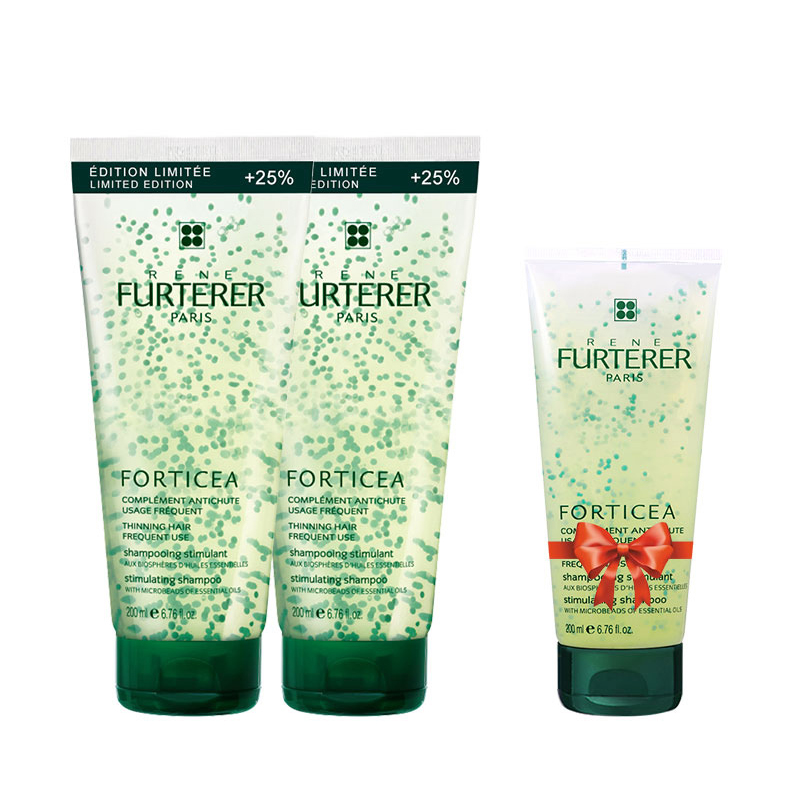 ÉDITION LIMITÉE
LIMITED EDITION +25%
RENE
FURTERER
PARIS
FORTICEA
COMPLÉMENT ANTICHUTE
USAGE FRÉQUENT
THINNING HAIR
FREQUENT USE
shampooing stimulant
AUX BIOSPHÈRES D'HUILES ESSENTIELLES
stimulating shampoo
WITH MICROBEADS OF ESSENTIAL OILS
200 ml e 6.76 fl. oz.
LIMITÉE
EDITION +25%
RENE
URTERER
PARIS
FORTICEA
COMPLÉMENT ANTICHUTE
USAGE FRÉQUENT
THINNING HAIR
FREQUENT USE
shampooing stimulant
stimulating shampoo
WITH MICROBEADS OF ESSENTIAL OILS
200 ml e 6.76 fl. oz.
RENE
FURTERER
PARIS
FORTICEA
shampooing stimulant
AUX BIOSPHÈRES D'HUILES ESSENTIELLES
stimulating shampoo
WITH MICROBEADS OF ESSENTIAL OILS
200 ml e 6.76 fl. oz.